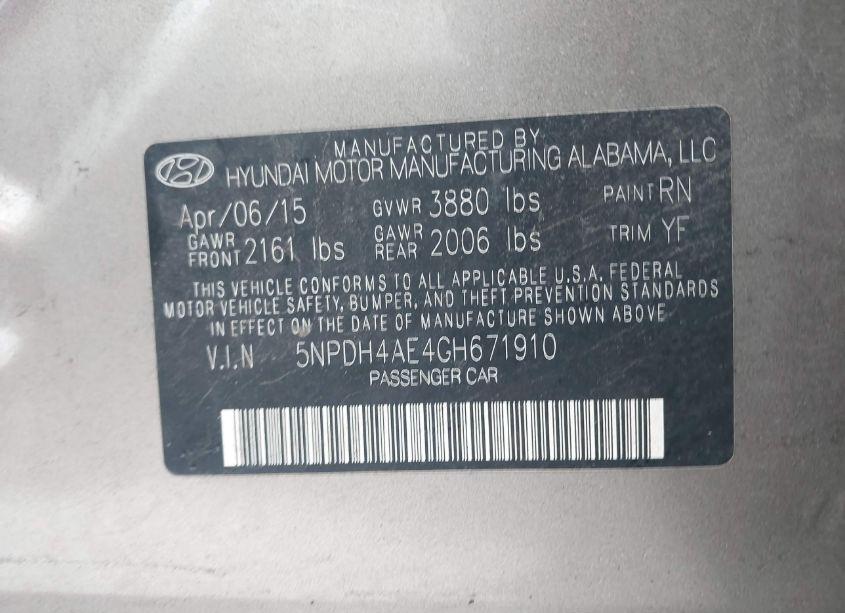 MANUFACTURED BY
HYUNDAI MOTOR MANUFACTURING ALABAMA, LLC
Apr/06/15 GVWR 3880 lbs PAINT RN
GAWR FRONT 2161 lbs GAWR REAR 2006 lbs TRIM YF
THIS VEHICLE CONFORMS TO ALL APPLICABLE U.S.A. FEDERAL
MOTOR VEHICLE SAFETY, BUMPER, AND THEFT PREVENTION STANDARDS
IN EFFECT ON THE DATE OF MANUFACTURE SHOWN ABOVE
V.I.N 5NPDH4AE4GH671910
PASSENGER CAR